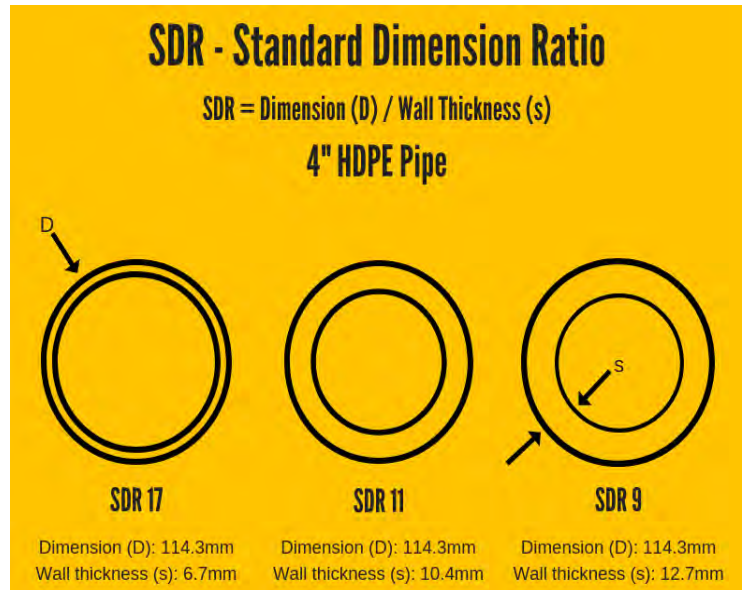 SDR - Standard Dimension Ratio
SDR = Dimension (D) / Wall Thickness (s)
4" HDPE Pipe
D
s
SDR 17
SDR 11
SDR 9
Dimension (D): 114.3mm
Wall thickness (s): 6.7mm
Dimension (D): 114.3mm
Wall thickness (s): 10.4mm
Dimension (D): 114.3mm
Wall thickness (s): 12.7mm